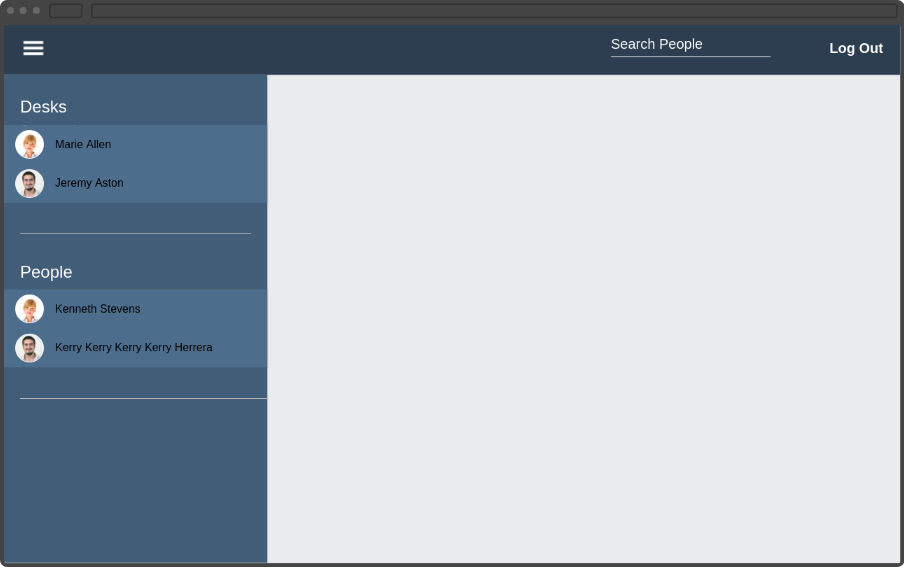 Search People
Log Out
Desks
Marie Allen
Jeremy Aston
People
Kenneth Stevens
Kerry Kerry Kerry Kerry Herrera